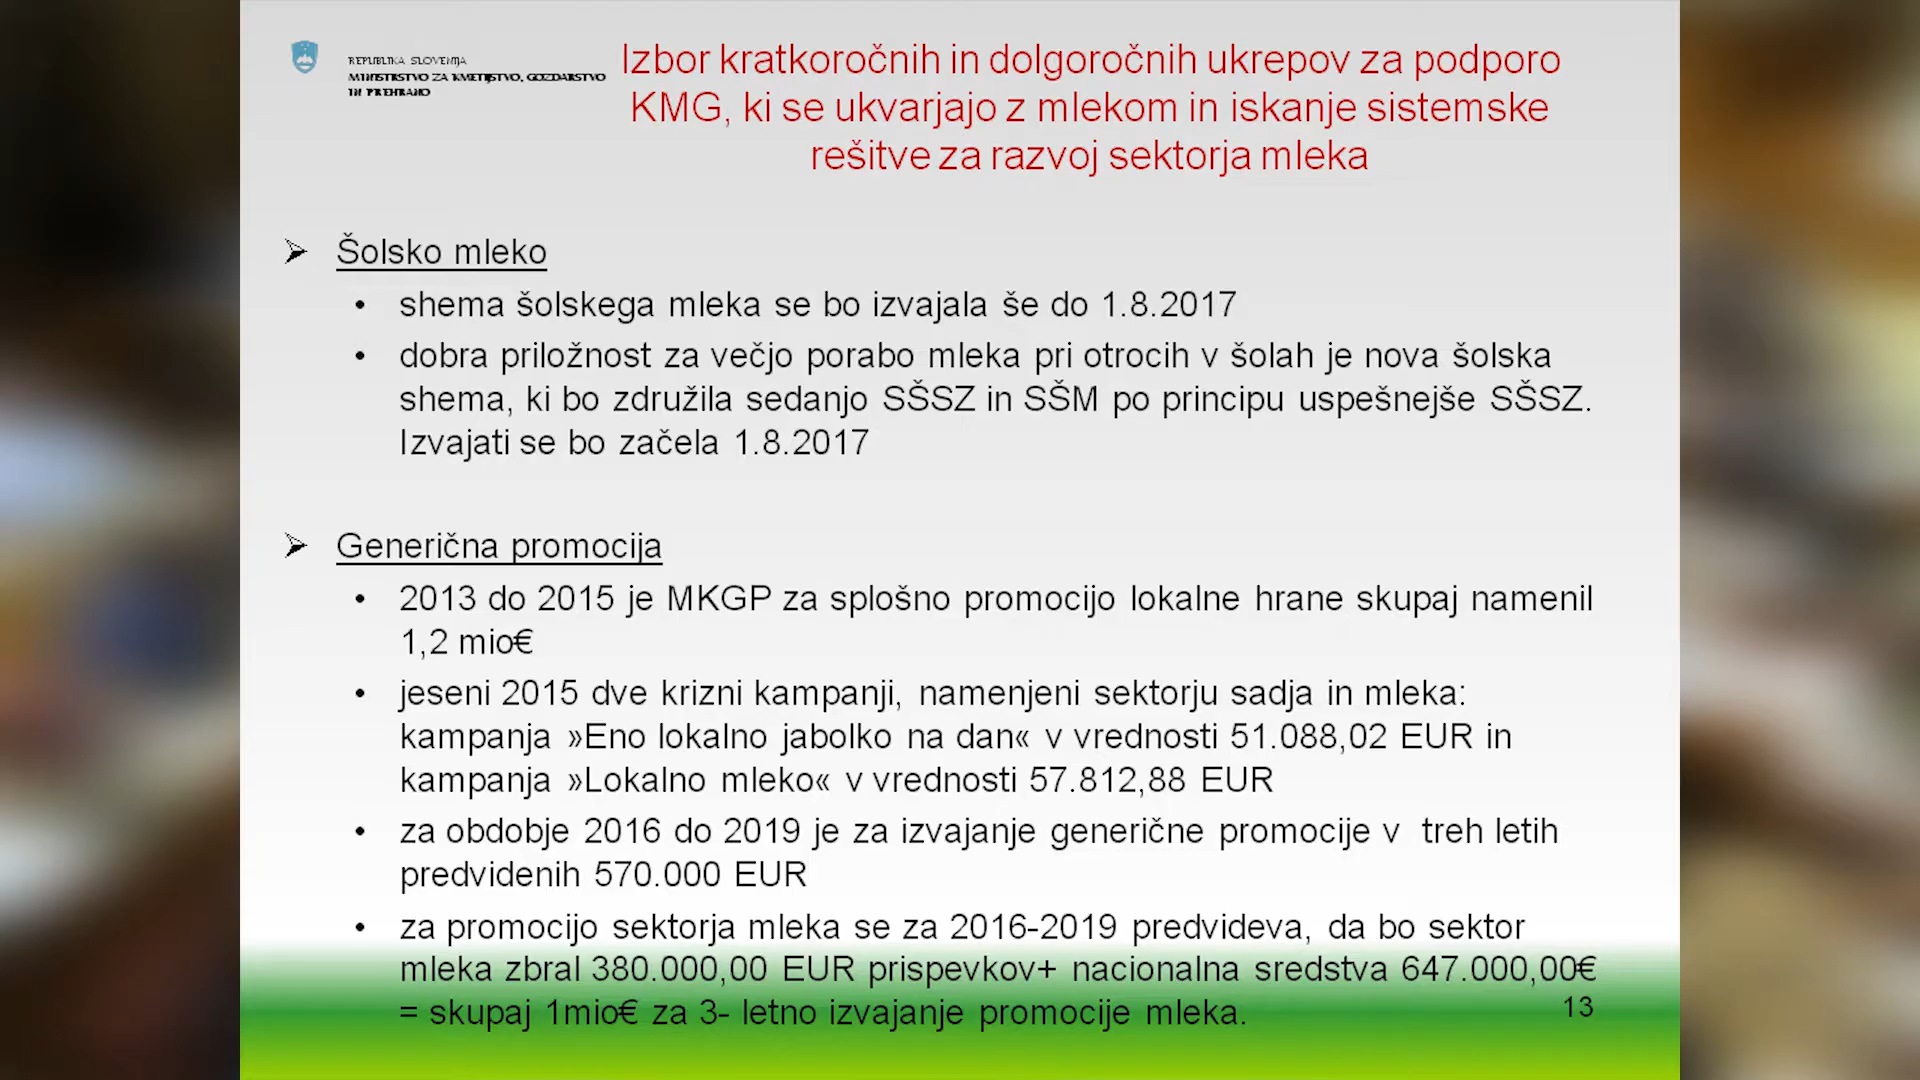 REPUBLIKA SLOVENIJA
MINISTRSTVO ZA KMETIJSTVO, GOZDARSTVO
IN PREHRANO
Izbor kratkoročnih in dolgoročnih ukrepov za podporo
KMG, ki se ukvarjajo z mlekom in iskanje sistemske
rešitve za razvoj sektorja mleka
➢ Šolsko mleko
• shema šolskega mleka se bo izvajala še do 1.8.2017
• dobra priložnost za večjo porabo mleka pri otrocih v šolah je nova šolska
shema, ki bo združila sedanjo SŠSZ in SŠM po principu uspešnejše SŠSZ.
Izvajati se bo začela 1.8.2017
➢ Generična promocija
• 2013 do 2015 je MKGP za splošno promocijo lokalne hrane skupaj namenil
1,2 mio€
• jeseni 2015 dve krizni kampanji, namenjeni sektorju sadja in mleka:
kampanja »Eno lokalno jabolko na dan« v vrednosti 51.088,02 EUR in
kampanja »Lokalno mleko« v vrednosti 57.812,88 EUR
• za obdobje 2016 do 2019 je za izvajanje generične promocije v treh letih
predvidenih 570.000 EUR
• za promocijo sektorja mleka se za 2016-2019 predvideva, da bo sektor
mleka zbral 380.000,00 EUR prispevkov+ nacionalna sredstva 647.000,00€
= skupaj 1mio€ za 3- letno izvajanje promocije mleka.
13